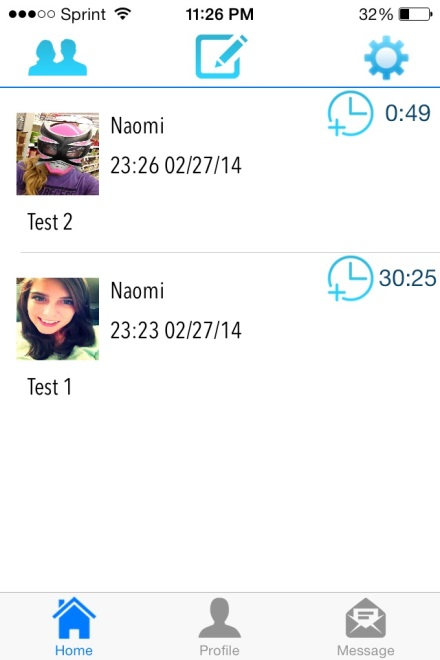 Sprint 11:26 PM 32%
Naomi 0:49
23:26 02/27/14
Test 2
Naomi 30:25
23:23 02/27/14
Test 1
Home Profile Message